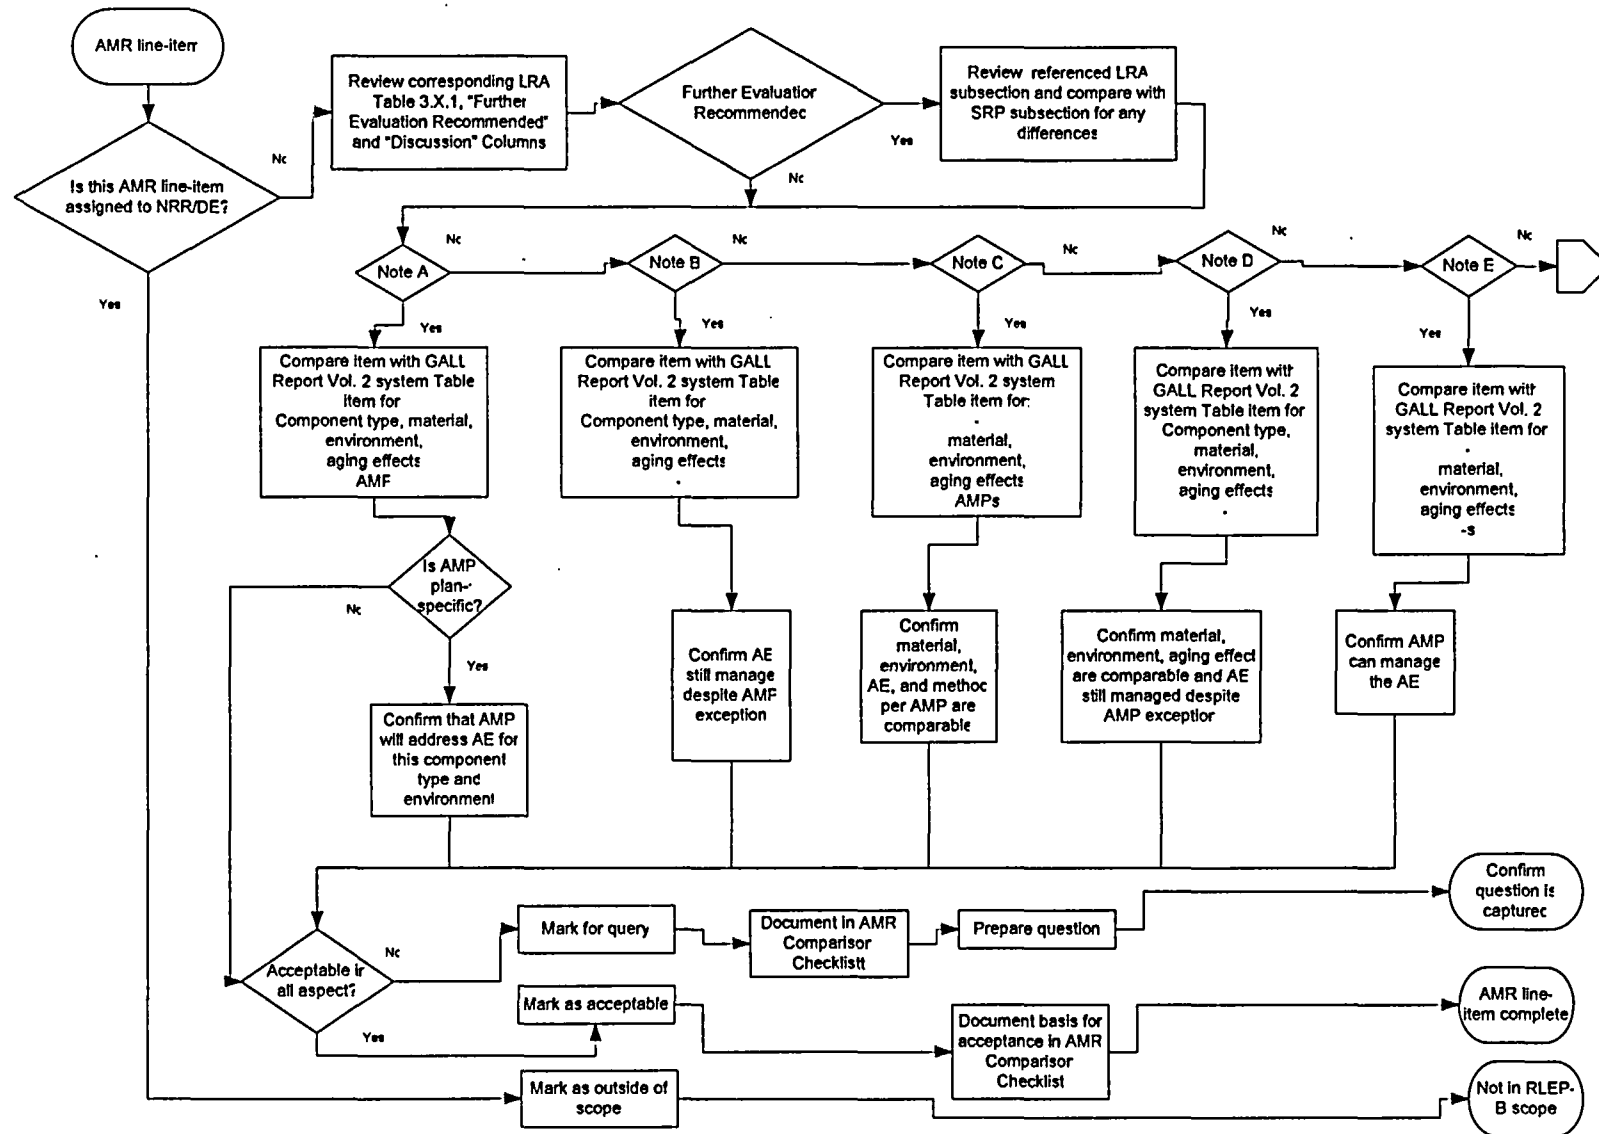 AMR line-item
Is this AMR line-item
assigned to NRR/DE?
No
Yes
Review corresponding LRA
Table 3.X.1, "Further
Evaluation Recommended"
and "Discussion" Columns
Further Evaluation
Recommended
Yes
No
Review referenced LRA
subsection and compare with
SRP subsection for any
differences
Note A
No
Yes
Note B
No
Yes
Note C
No
Yes
Note D
No
Yes
Note E
No
Yes
Compare item with GALL
Report Vol. 2 system Table
item for
Component type, material,
environment,
aging effects
AMF
Compare item with GALL
Report Vol. 2 system Table
item for
Component type, material,
environment,
aging effects
.
Compare item with GALL
Report Vol. 2 system
Table item for:
.
material,
environment,
aging effects
AMPs
Compare item with
GALL Report Vol. 2
system Table item for
Component type,
material,
environment,
aging effects
.
Compare item with
GALL Report Vol. 2
system Table item for
.
material,
environment,
aging effects
-s
Is AMP
plan-
specific?
No
Yes
Confirm that AMP
will address AE for
this component
type and
environment
Confirm AE
still manage
despite AMF
exception
Confirm
material,
environment,
AE, and method
per AMP are
comparable
Confirm material,
environment, aging effect
are comparable and AE
still managed despite
AMP exception
Confirm AMP
can manage
the AE
Acceptable in
all aspect?
No
Yes
Mark for query
Document in AMR
Comparison
Checklistt
Prepare question
Confirm
question is
captured
Mark as acceptable
Document basis for
acceptance in AMR
Comparison
Checklist
AMR line-
item complete
Mark as outside of
scope
Not in RLEP-
B scope